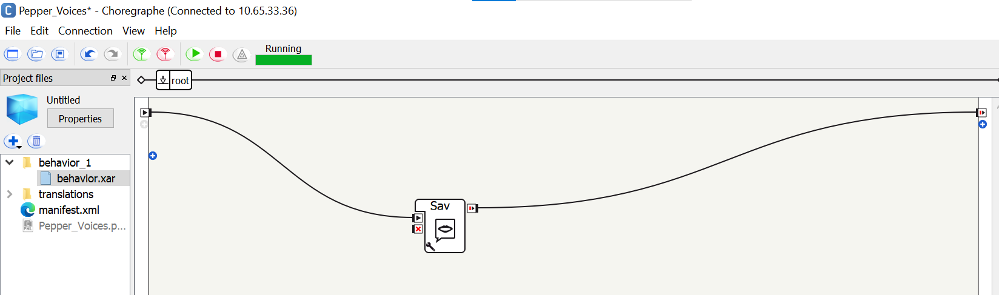 Pepper_Voices* - Choregraphe (Connected to 10.65.33.36)
File Edit Connection View Help
Running
Project files
root
Untitled
Properties
behavior_1
behavior.xar
translations
manifest.xml
Pepper_Voices.p...
Say